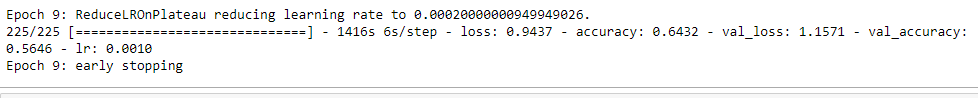 Epoch 9: ReduceLROnPlateau reducing learning rate to 0.00020000000949949026.
225/225 [==============================] - 1416s 6s/step - loss: 0.9437 - accuracy: 0.6432 - val_loss: 1.1571 - val_accuracy:
0.5646 - lr: 0.0010
Epoch 9: early stopping